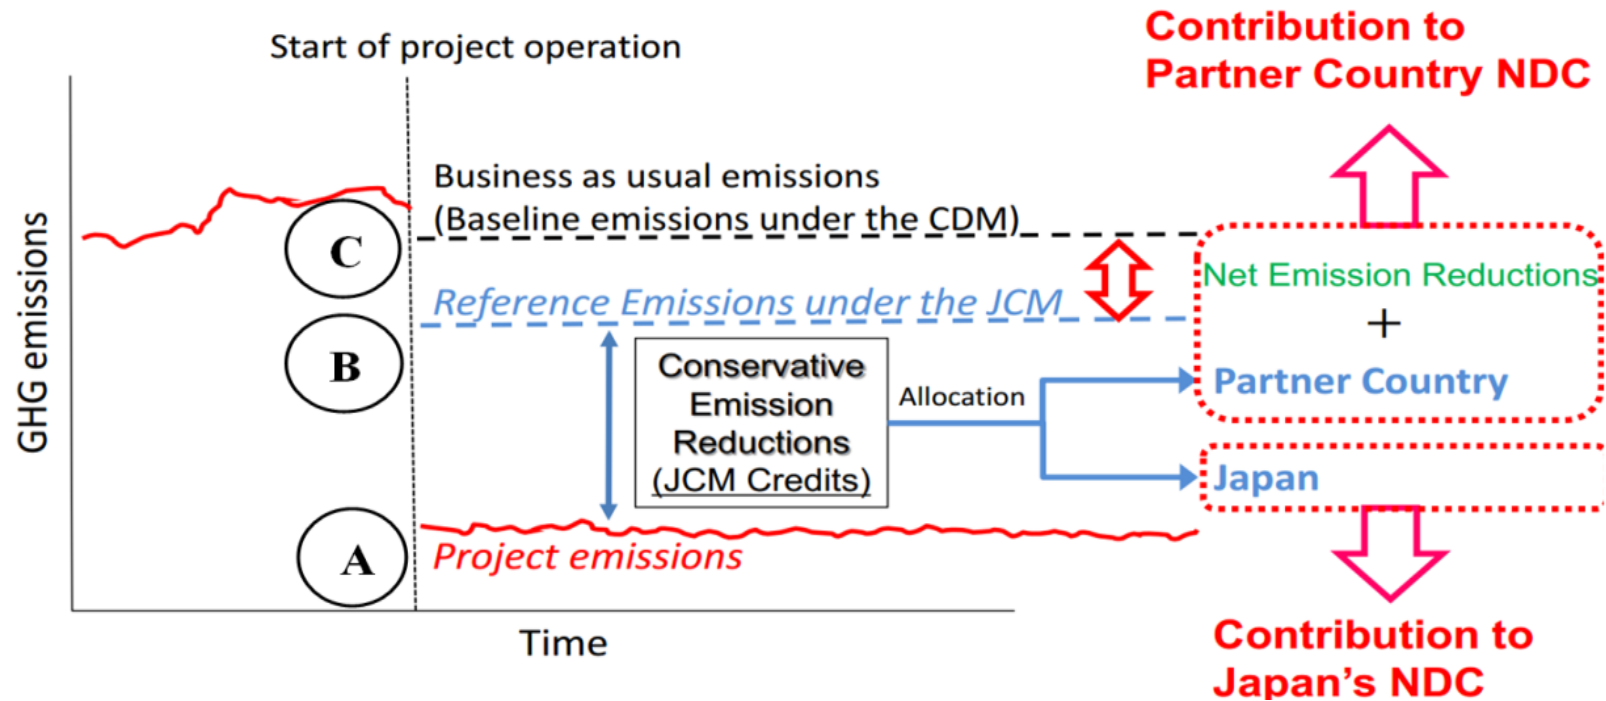 Contribution to
Partner Country NDC
Start of project operation
Business as usual emissions
(Baseline emissions under the CDM)
C
Net Emission Reductions
Reference Emissions under the JCM
+
B
Conservative
Emission
Reductions
(JCM Credits)
Allocation
Partner Country
Japan
GHG emissions
A
Project emissions
Time
Contribution to
Japan's NDC